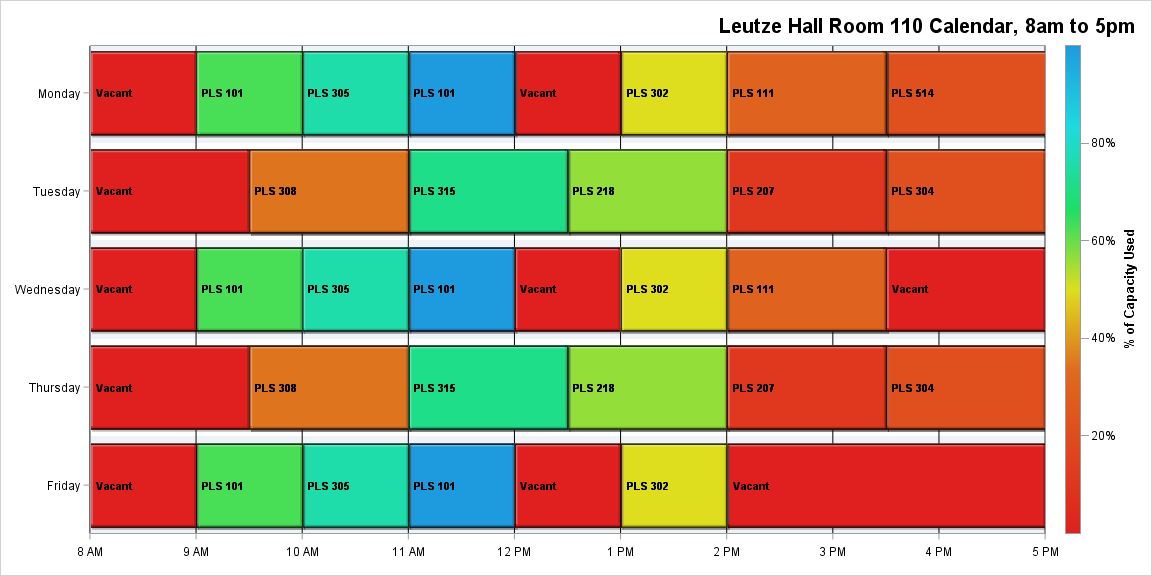 Leutze Hall Room 110 Calendar, 8am to 5pm
Monday
Vacant
PLS 101
PLS 305
PLS 101
Vacant
PLS 302
PLS 111
PLS 514
Tuesday
Vacant
PLS 308
PLS 315
PLS 218
PLS 207
PLS 304
Wednesday
Vacant
PLS 101
PLS 305
PLS 101
Vacant
PLS 302
PLS 111
Vacant
Thursday
Vacant
PLS 308
PLS 315
PLS 218
PLS 207
PLS 304
Friday
Vacant
PLS 101
PLS 305
PLS 101
Vacant
PLS 302
Vacant
8 AM
9 AM
10 AM
11 AM
12 PM
1 PM
2 PM
3 PM
4 PM
5 PM
80%
60%
40%
20%
% of Capacity Used